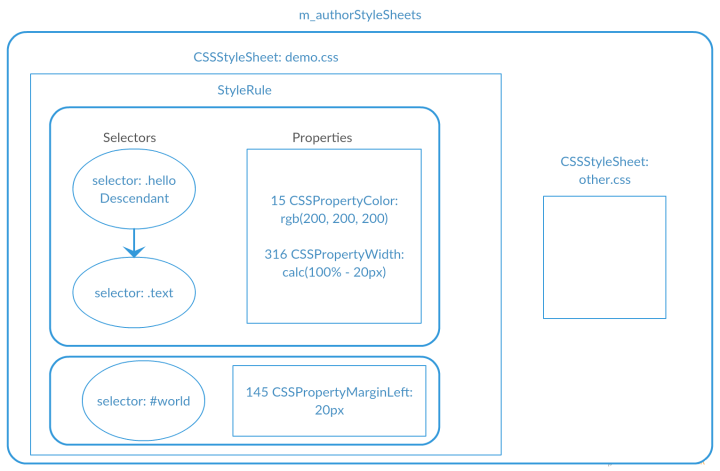 m_authorStyleSheets
CSSStyleSheet: demo.css
StyleRule
Selectors
Properties
selector: .hello
Descendant
selector: .text
15 CSSPropertyColor:
rgb(200, 200, 200)
316 CSSPropertyWidth:
calc(100% - 20px)
selector: #world
145 CSSPropertyMarginLeft:
20px
CSSStyleSheet:
other.css